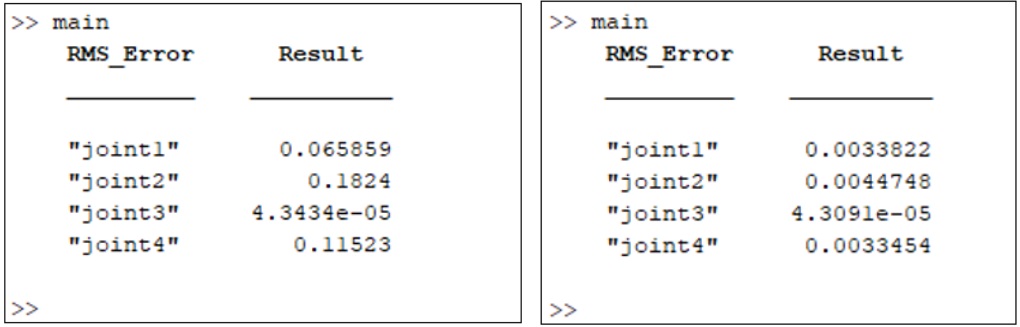 >> main
RMS_Error Result
"joint1" 0.065859
"joint2" 0.1824
"joint3" 4.3434e-05
"joint4" 0.11523
>>
>> main
RMS_Error Result
"joint1" 0.0033822
"joint2" 0.0044748
"joint3" 4.3091e-05
"joint4" 0.0033454
>>